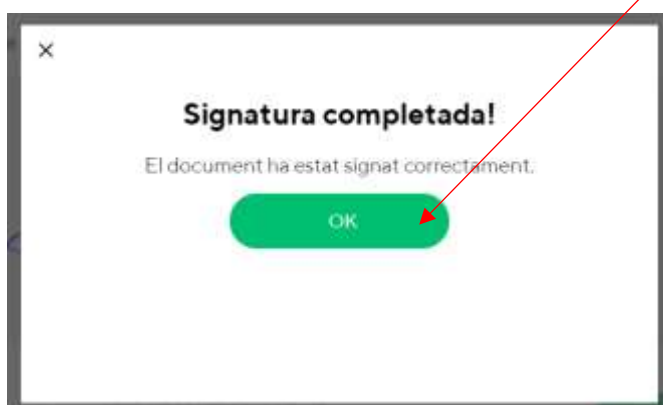 Signatura completada!
El document ha estat signat correctament.
OK